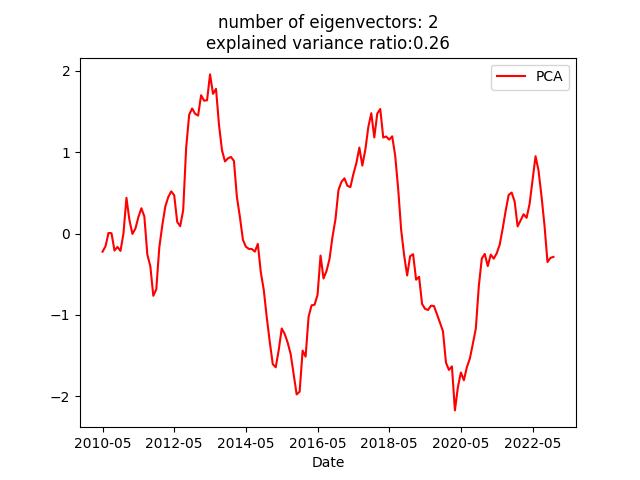 number of eigenvectors: 2
explained variance ratio:0.26
PCA
2
1
0
−1
−2
2010-05 2012-05 2014-05 2016-05 2018-05 2020-05 2022-05
Date